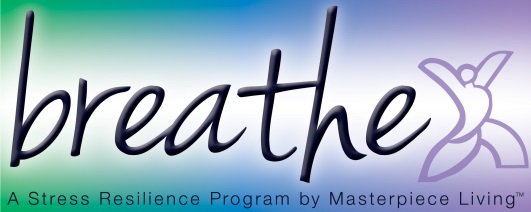 breathe
A Stress Resilience Program by Masterpiece Living™